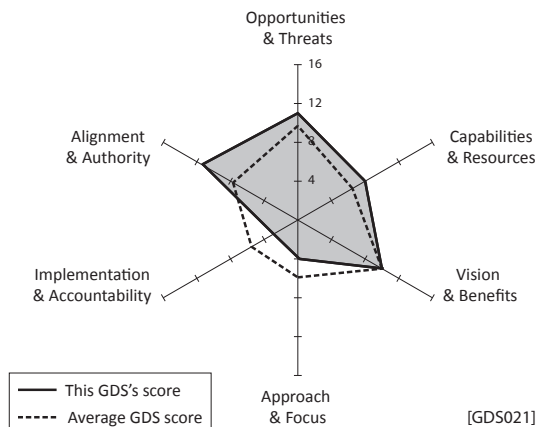 Opportunities
& Threats
16
12
8
4
Alignment
& Authority
Capabilities
& Resources
Implementation
& Accountability
Vision
& Benefits
Approach
& Focus
This GDS's score
Average GDS score
[GDS021]